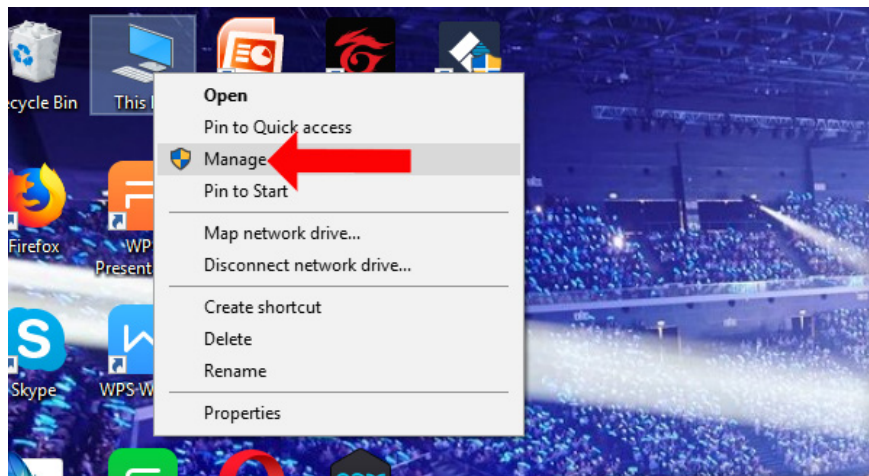 ecycle Bin
This
Open
Pin to Quick access
Manage
Pin to Start
Map network drive...
Disconnect network drive...
Create shortcut
Delete
Rename
Properties
Firefox
WP
Present
Skype
WPS W